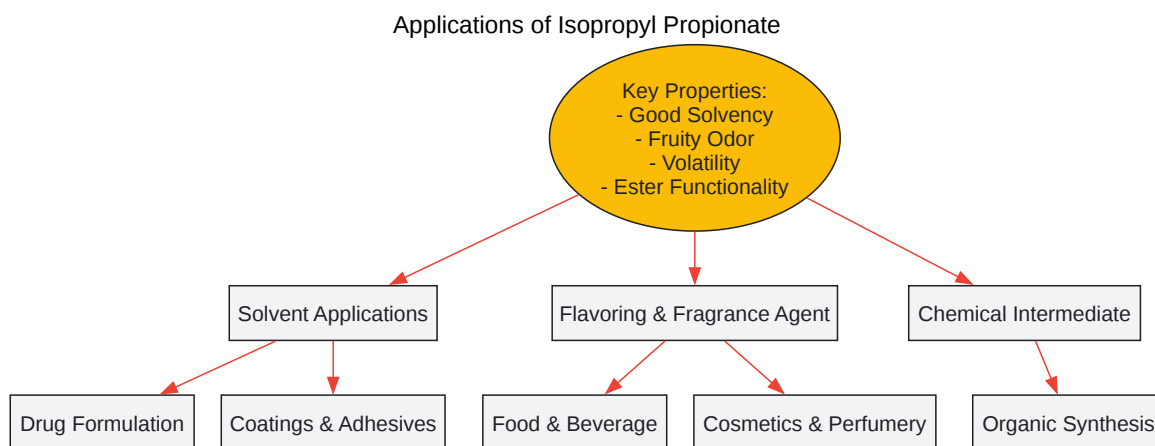 Applications of Isopropyl Propionate
Key Properties:
- Good Solvency
- Fruity Odor
- Volatility
- Ester Functionality
Solvent Applications
Flavoring & Fragrance Agent
Chemical Intermediate
Drug Formulation
Coatings & Adhesives
Food & Beverage
Cosmetics & Perfumery
Organic Synthesis